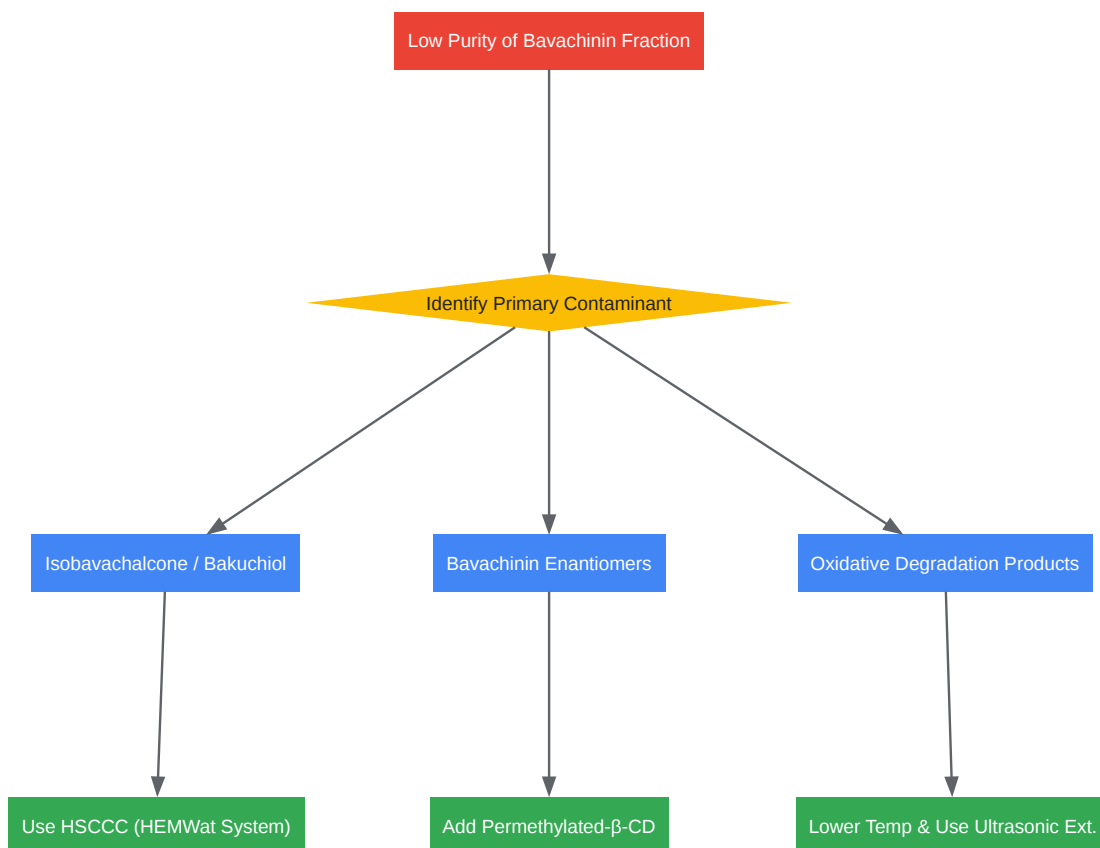 Low Purity of Bavachinin Fraction
Identify Primary Contaminant
Isobavachalcone / Bakuchiol
Bavachinin Enantiomers
Oxidative Degradation Products
Use HSCCC (HEMWat System)
Add Permethylated-β-CD
Lower Temp & Use Ultrasonic Ext.